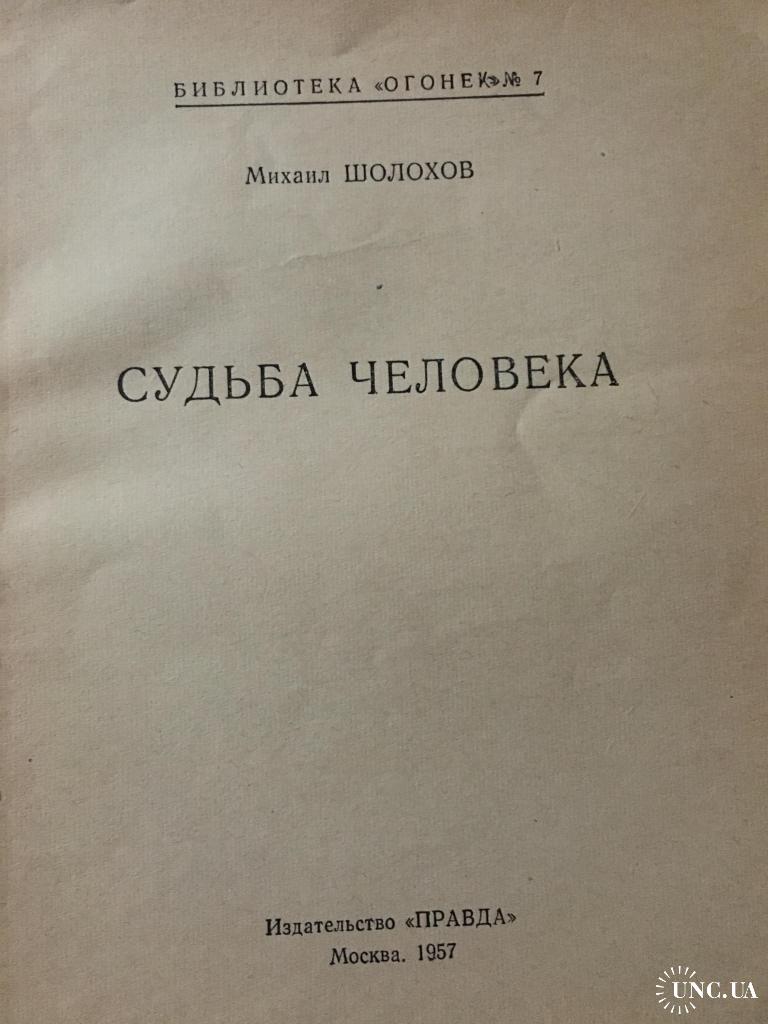 БИБЛИОТЕКА «ОГОНЕК» № 7
Михаил ШОЛОХОВ
СУДЬБА ЧЕЛОВЕКА
Издательство «ПРАВДА»
Москва. 1957
UNC.UA